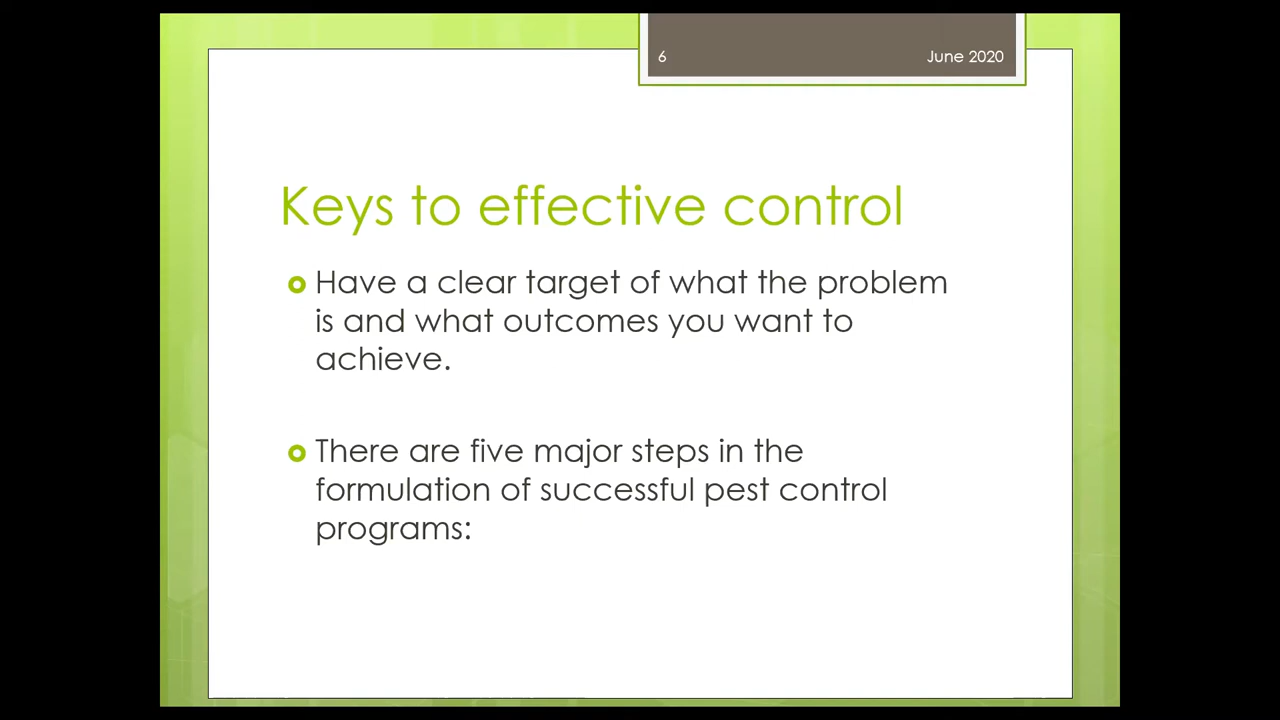 6
June 2020
Keys to effective control
Have a clear target of what the problem
is and what outcomes you want to
achieve.
There are five major steps in the
formulation of successful pest control
programs: